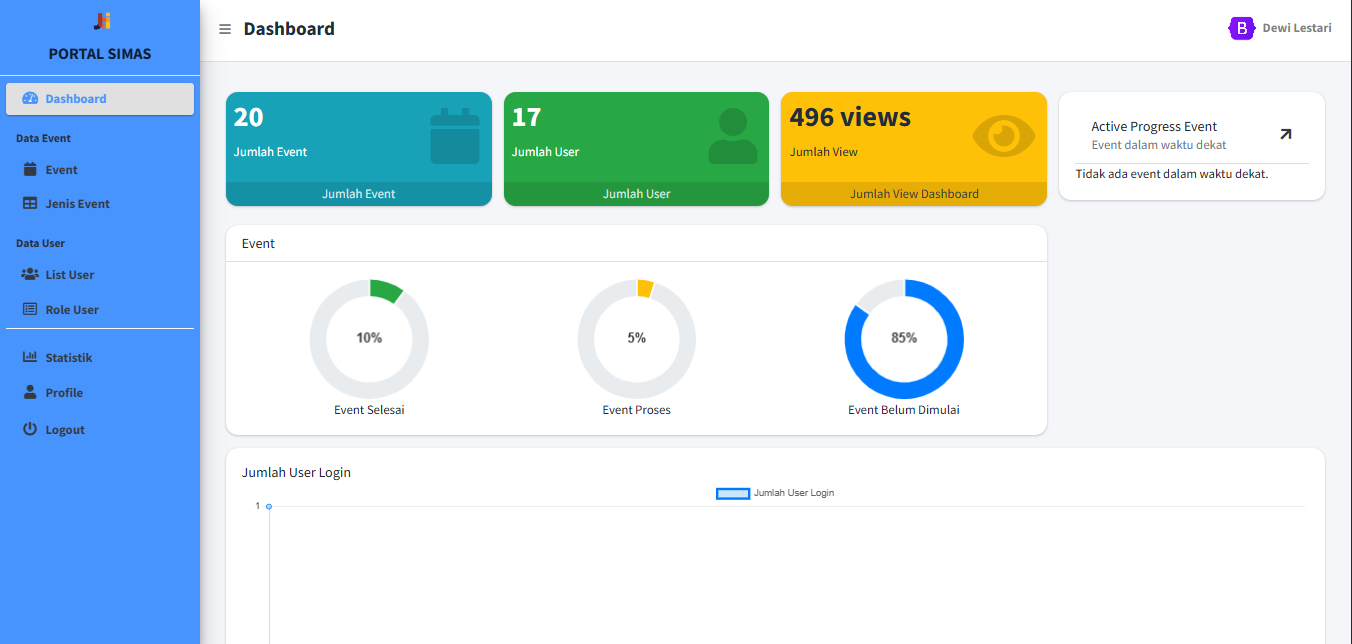 PORTAL SIMAS
Dashboard
Data Event
Event
Jenis Event
Data User
List User
Role User
Statistik
Profile
Logout
Dashboard
B
Dewi Lestari
20
Jumlah Event
Jumlah Event
17
Jumlah User
Jumlah User
496 views
Jumlah View
Jumlah View Dashboard
Active Progress Event
Event dalam waktu dekat
Tidak ada event dalam waktu dekat.
Event
10%
Event Selesai
5%
Event Proses
85%
Event Belum Dimulai
Jumlah User Login
Jumlah User Login
1